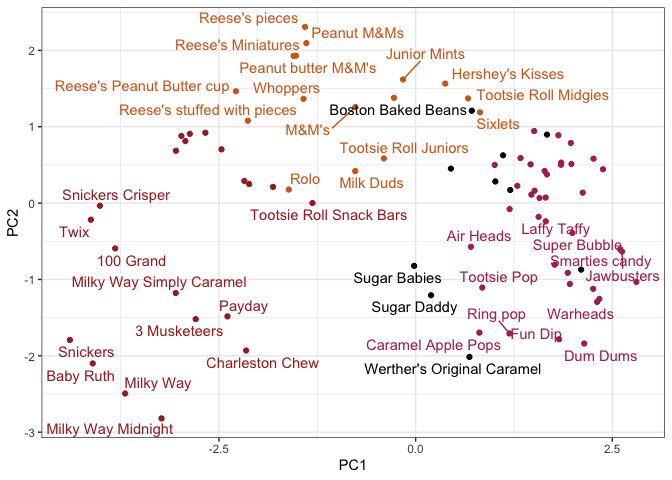 Reese's pieces
Peanut M&Ms
Reese's Miniatures
Junior Mints
Peanut butter M&M's
Hershey's Kisses
Reese's Peanut Butter cup
Whoppers
Tootsie Roll Midgies
Reese's stuffed with pieces
Boston Baked Beans
Sixlets
M&M's
Tootsie Roll Juniors
Rolo
Milk Duds
Snickers Crisper
Tootsie Roll Snack Bars
Twix
Laffy Taffy
Air Heads
Super Bubble
100 Grand
Smarties candy
Milky Way Simply Caramel
Sugar Babies
Tootsie Pop
Jawbusters
Payday
Sugar Daddy
Ring pop
Warheads
3 Musketeers
Fun Dip
Snickers
Caramel Apple Pops
Charleston Chew
Dum Dums
Baby Ruth
Milky Way
Werther's Original Caramel
Milky Way Midnight
2
1
0
-1
-2
-3
PC2
-2.5
0.0
2.5
PC1